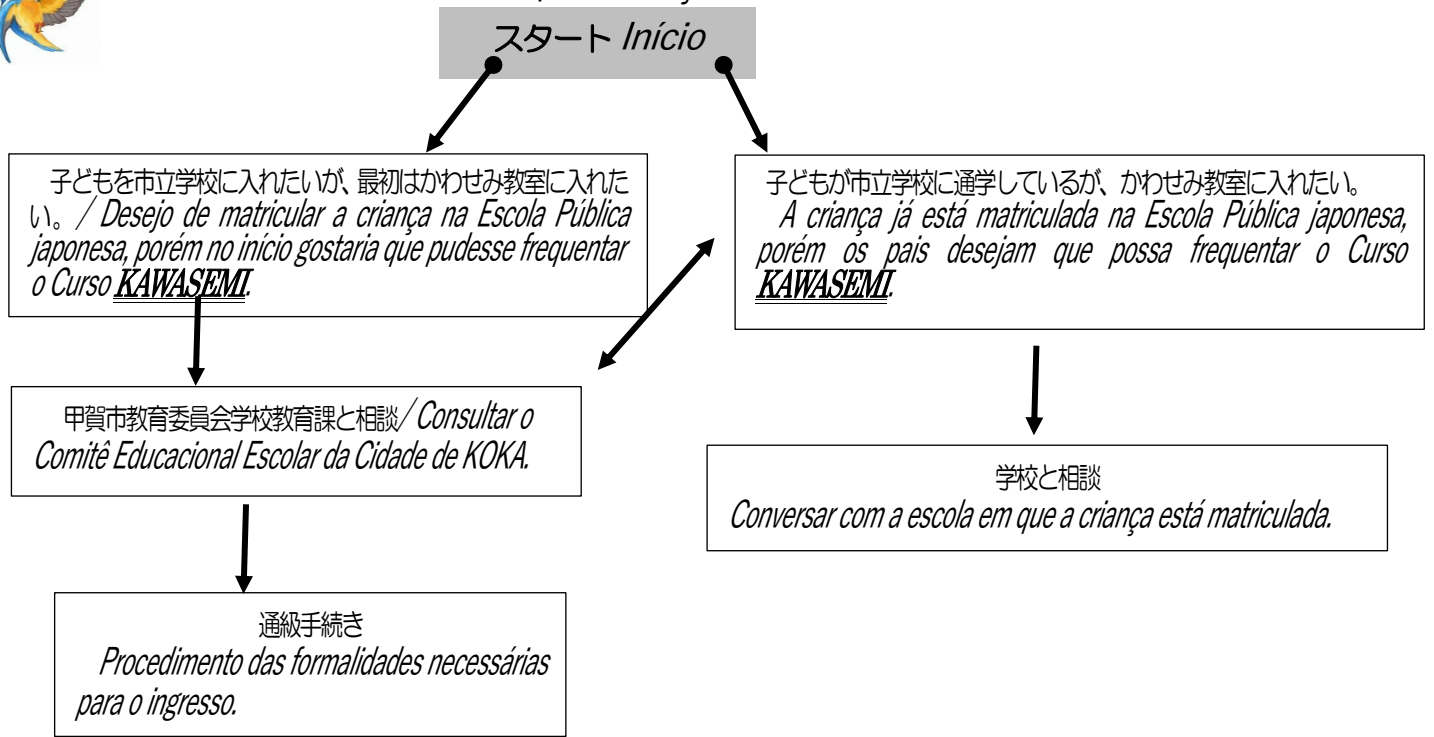 スタート Início
子どもを市立学校に入れたいが、最初はかわせみ教室に入れた
い。/ Desejo de matricular a criança na Escola Pública
japonesa, porém no início gostaria que pudesse frequentar
o Curso KAWASEMI.
子どもが市立学校に通学しているが、かわせみ教室に入れたい。
A criança já está matriculada na Escola Pública japonesa,
porém os pais desejam que possa frequentar o Curso
KAWASEMI.
甲賀市教育委員会学校教育課と相談/ Consultar o
Comitê Educacional Escolar da Cidade de KOKA.
学校と相談
Conversar com a escola em que a criança está matriculada.
通級手続き
Procedimento das formalidades necessárias
para o ingresso.